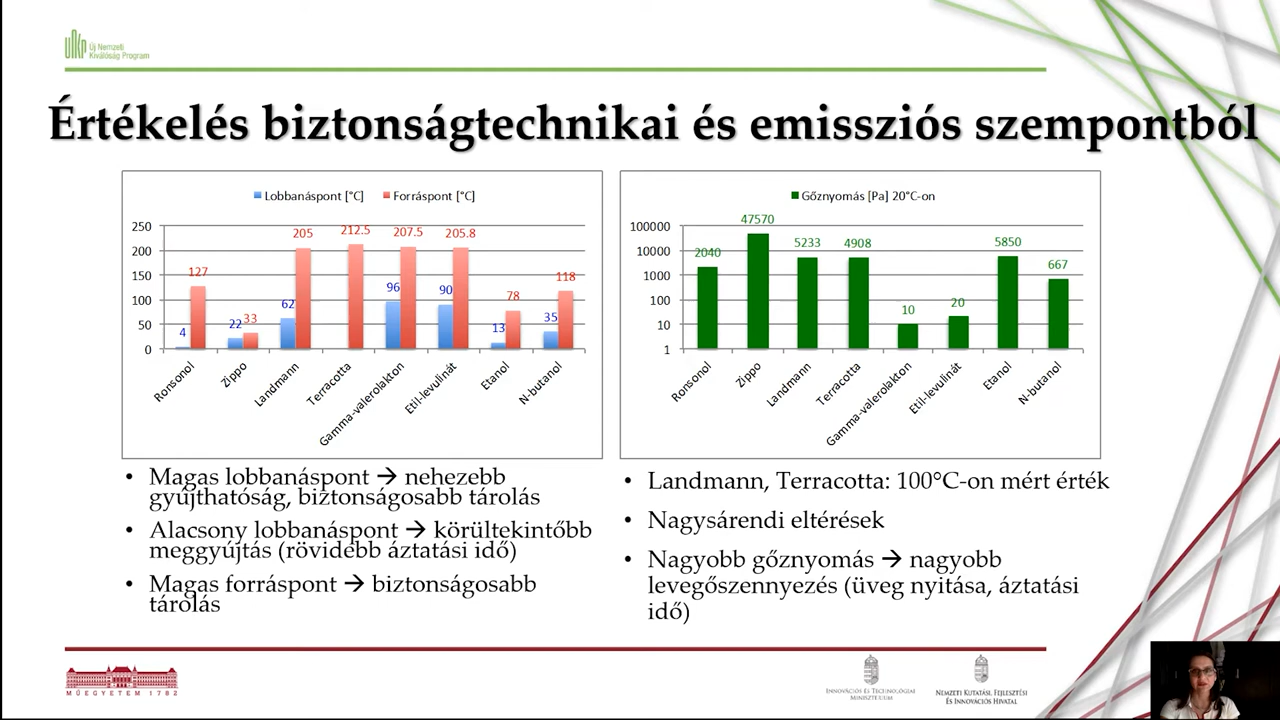 Új Nemzeti
Kiválóság Program
Értékelés biztonságtechnikai és emissziós szempontból
Lobbanáspont [°C] Forráspont [°C]
250
200
150
100
50
0
4
127
22
33
62
205
212.5
96
207.5
90
205.8
13
78
35
118
Ronsonol
Zippo
Landmann
Terracotta
Gamma-valerolakton
Etil-levulinát
Etanol
N-butanol
Gőznyomás [Pa] 20°C-on
100000
10000
1000
100
10
1
2040
47570
5233
4908
10
20
5850
667
Ronsonol
Zippo
Landmann
Terracotta
Gamma-valerolakton
Etil-levulinát
Etanol
N-butanol
• Magas lobbanáspont → nehezebb
gyújthatóság, biztonságosabb tárolás
• Alacsony lobbanáspont → körültekintőbb
meggyújtás (rövidebb áztatási idő)
• Magas forráspont → biztonságosabb
tárolás
• Landmann, Terracotta: 100°C-on mért érték
• Nagysárendi eltérések
• Nagyobb gőznyomás → nagyobb
levegőszennyezés (üveg nyitása, áztatási
idő)
MŰEGYETEM 1782
Innovációs és Technológiai
Minisztérium
Nemzeti Kutatási, Fejlesztési
és Innovációs Hivatal